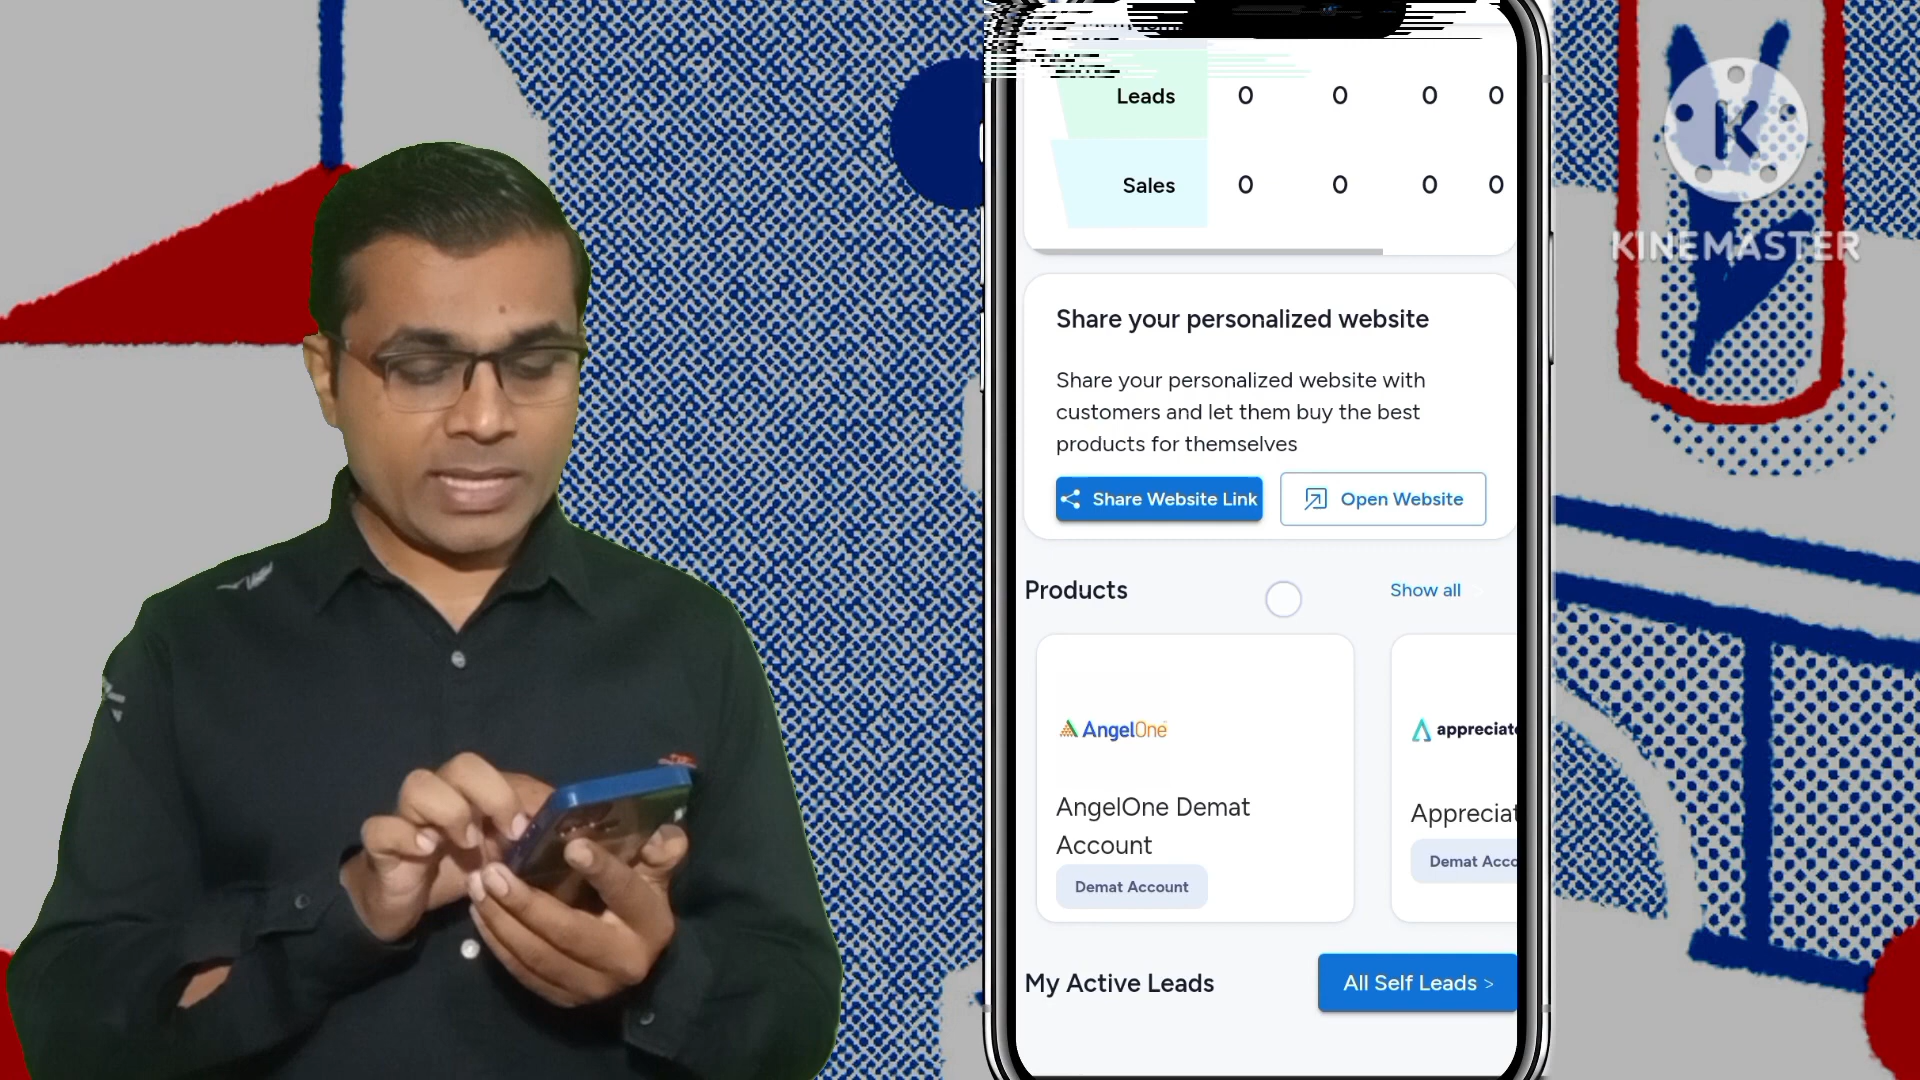 Leads 0 0 0 0
Sales 0 0 0 0
Share your personalized website
Share your personalized website with
customers and let them buy the best
products for themselves
Share Website Link
Open Website
Products
Show all
AngelOne
AngelOne Demat
Account
Demat Account
appreciate
Appreciat
Demat Acco
My Active Leads
All Self Leads >
K
KINEMASTER